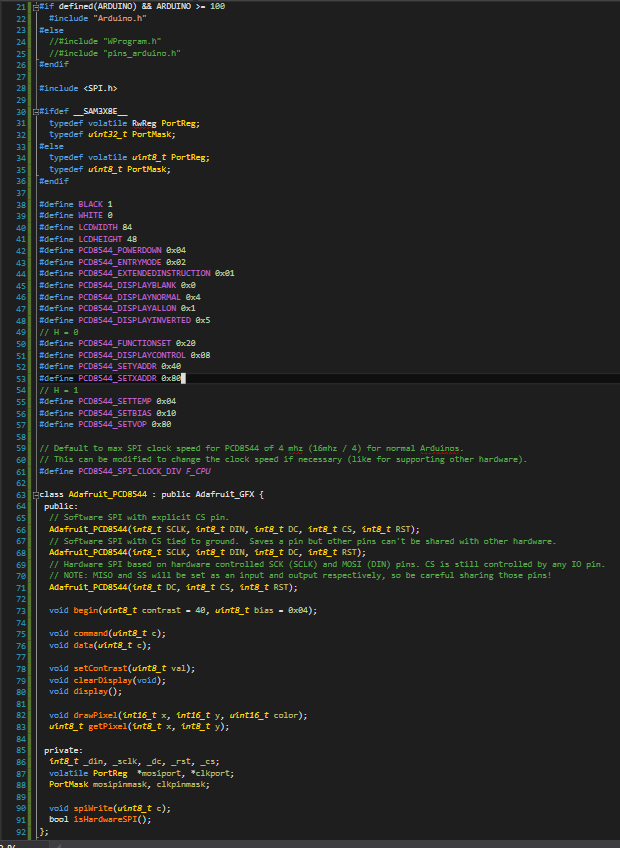 21 #if defined(ARDUINO) && ARDUINO >= 100
22 #include "Arduino.h"
23 #else
24 //#include "WProgram.h"
25 //#include "pins_arduino.h"
26 #endif
27
28 #include <SPI.h>
29
30 #ifdef __SAM3X8E__
31 typedef volatile RwReg PortReg;
32 typedef uint32_t PortMask;
33 #else
34 typedef volatile uint8_t PortReg;
35 typedef uint8_t PortMask;
36 #endif
37
38 #define BLACK 1
39 #define WHITE 0
40 #define LCDWIDTH 84
41 #define LCDHEIGHT 48
42 #define PCD8544_POWERDOWN 0x04
43 #define PCD8544_ENTRYMODE 0x02
44 #define PCD8544_EXTENDEDINSTRUCTION 0x01
45 #define PCD8544_DISPLAYBLANK 0x0
46 #define PCD8544_DISPLAYNORMAL 0x4
47 #define PCD8544_DISPLAYALLON 0x1
48 #define PCD8544_DISPLAYINVERTED 0x5
49 // H = 0
50 #define PCD8544_FUNCTIONSET 0x20
51 #define PCD8544_DISPLAYCONTROL 0x08
52 #define PCD8544_SETYADDR 0x40
53 #define PCD8544_SETXADDR 0x80
54 // H = 1
55 #define PCD8544_SETTEMP 0x04
56 #define PCD8544_SETBIAS 0x10
57 #define PCD8544_SETVOP 0x80
58
59 // Default to max SPI clock speed for PCD8544 of 4 mhz (16mhz / 4) for normal Arduinos.
60 // This can be modified to change the clock speed if necessary (like for supporting other hardware).
61 #define PCD8544_SPI_CLOCK_DIV F_CPU
62
63 class Adafruit_PCD8544 : public Adafruit_GFX {
64 public:
65 // Software SPI with explicit CS pin.
66 Adafruit_PCD8544(int8_t SCLK, int8_t DIN, int8_t DC, int8_t CS, int8_t RST);
67 // Software SPI with CS tied to ground. Saves a pin but other pins can't be shared with other hardware.
68 Adafruit_PCD8544(int8_t SCLK, int8_t DIN, int8_t DC, int8_t RST);
69 // Hardware SPI based on hardware controlled SCK (SCLK) and MOSI (DIN) pins. CS is still controlled by any IO pin.
70 // NOTE: MISO and SS will be set as an input and output respectively, so be careful sharing those pins!
71 Adafruit_PCD8544(int8_t DC, int8_t CS, int8_t RST);
72
73 void begin(uint8_t contrast = 40, uint8_t bias = 0x04);
74
75 void command(uint8_t c);
76 void data(uint8_t c);
77
78 void setContrast(uint8_t val);
79 void clearDisplay(void);
80 void display();
81
82 void drawPixel(int16_t x, int16_t y, uint16_t color);
83 uint8_t getPixel(int8_t x, int8_t y);
84
85 private:
86 int8_t _din, _sclk, _dc, _rst, _cs;
87 volatile PortReg *mosiport, *clkport;
88 PortMask mosipinmask, clkpinmask;
89
90 void spiWrite(uint8_t c);
91 bool isHardwareSPI();
92 };